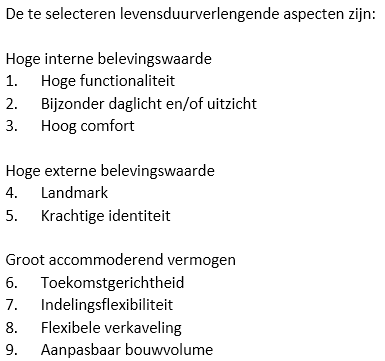 De te selecteren levensduurverlengende aspecten zijn:
Hoge interne belevingswaarde
1. Hoge functionaliteit
2. Bijzonder daglicht en/of uitzicht
3. Hoog comfort
Hoge externe belevingswaarde
4. Landmark
5. Krachtige identiteit
Groot accommoderend vermogen
6. Toekomstgerichtheid
7. Indelingsflexibiliteit
8. Flexibele verkaveling
9. Aanpasbaar bouwvolume